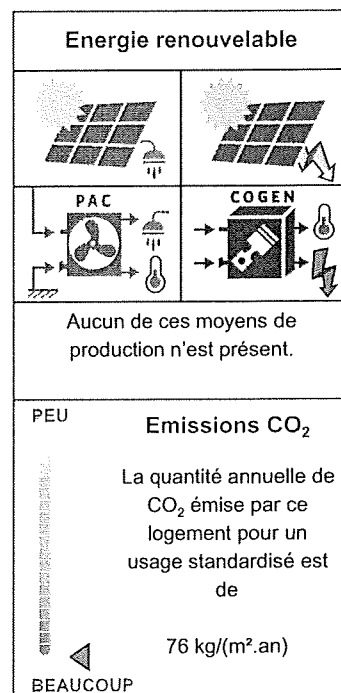 Energie renouvelable
PAC
COGEN
Aucun de ces moyens de
production n'est présent.
PEU
Emissions CO₂
La quantité annuelle de
CO₂ émise par ce
logement pour un
usage standardisé est
de
76 kg/(m².an)
BEAUCOUP